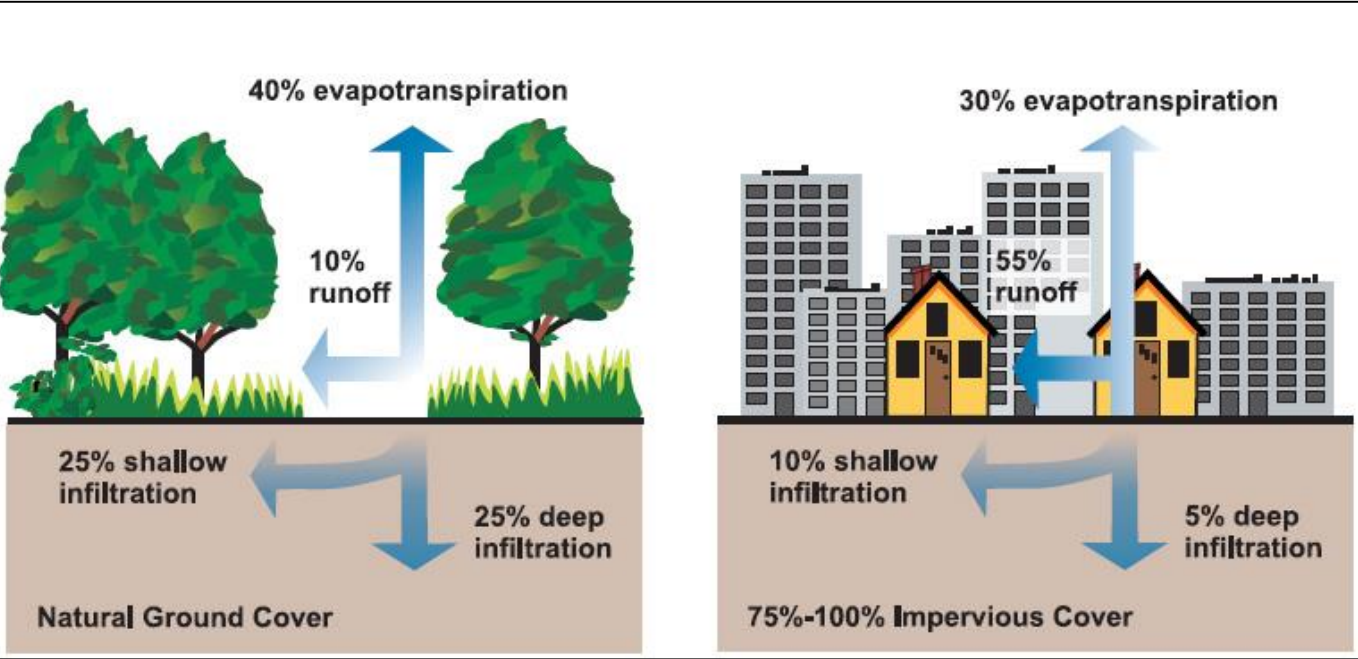 40% evapotranspiration
10%
runoff
25% shallow
infiltration
25% deep
infiltration
Natural Ground Cover
30% evapotranspiration
55%
runoff
10% shallow
infiltration
5% deep
infiltration
75%-100% Impervious Cover